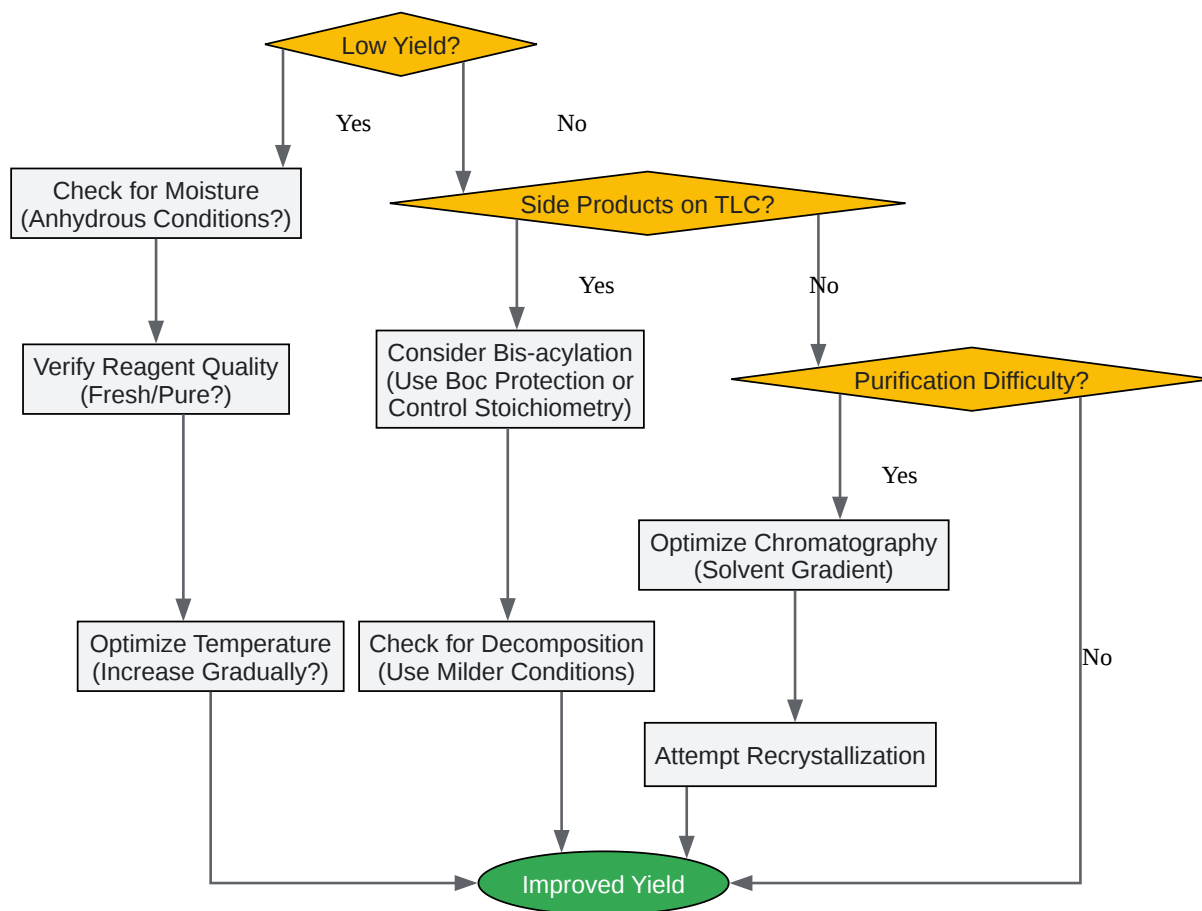 Low Yield?
Yes
No
Check for Moisture
(Anhydrous Conditions?)
Side Products on TLC?
Yes
No
Verify Reagent Quality
(Fresh/Pure?)
Consider Bis-acylation
(Use Boc Protection or
Control Stoichiometry)
Purification Difficulty?
Yes
Optimize Chromatography
(Solvent Gradient)
Optimize Temperature
(Increase Gradually?)
Check for Decomposition
(Use Milder Conditions)
No
Attempt Recrystallization
Improved Yield